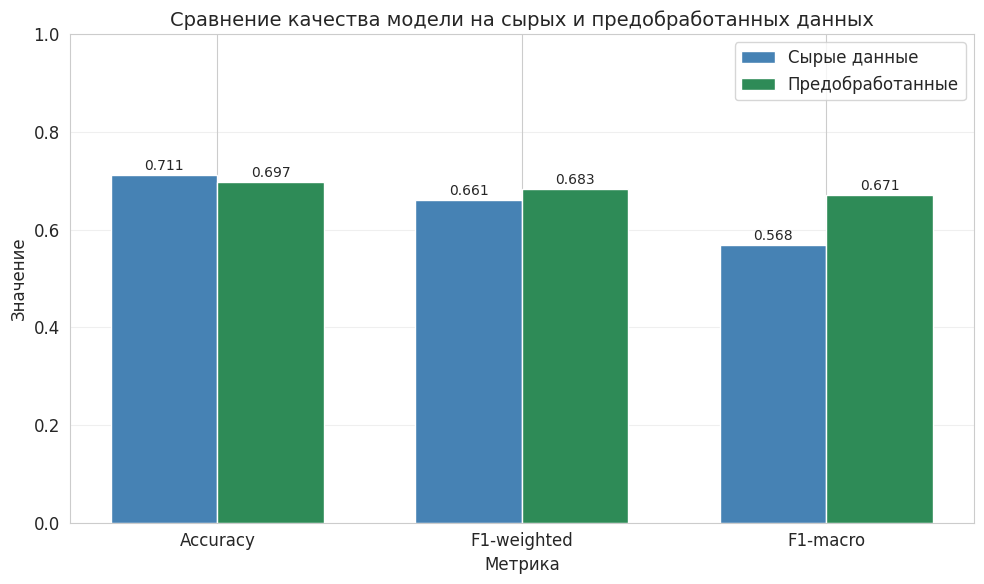 Сравнение качества модели на сырых и предобработанных данных
Сырые данные
Предобработанные
1.0
0.8
0.6
0.4
0.2
0.0
Значение
0.711
0.697
0.661
0.683
0.568
0.671
Accuracy
F1-weighted
F1-macro
Метрика